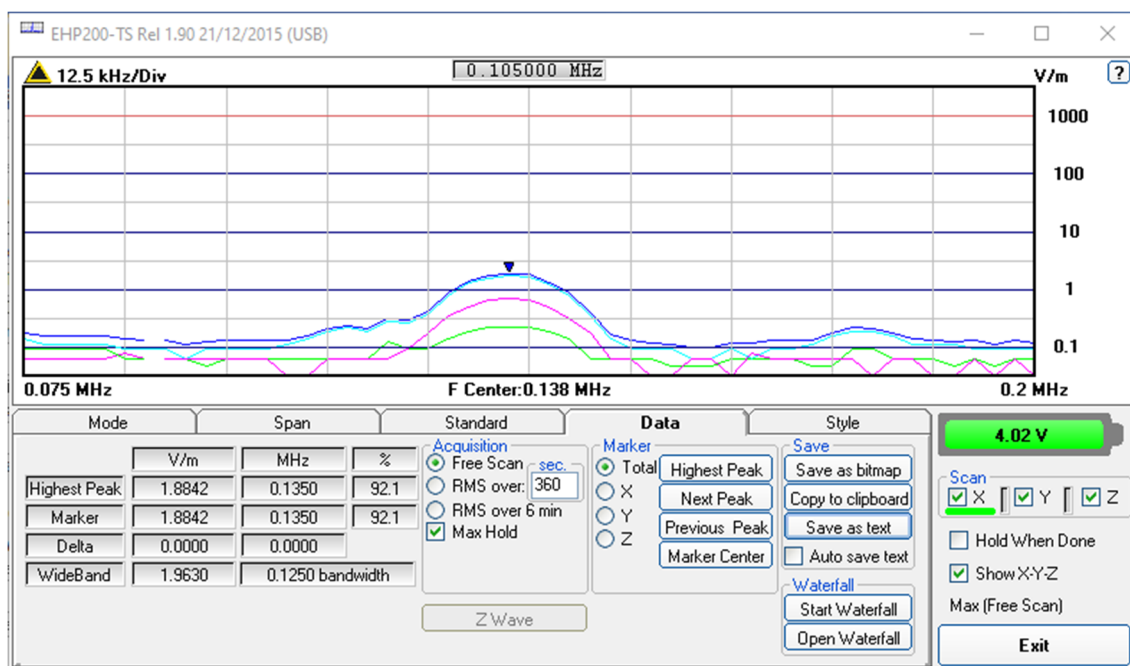 EHP200-TS Rel 1.90 21/12/2015 (USB)
12.5 kHz/Div
0.105000 MHz
V/m
?
1000
100
10
1
0.1
0.075 MHz
F Center:0.138 MHz
0.2 MHz
Mode
Span
Standard
Data
Style
V/m MHz %
Highest Peak 1.8842 0.1350 92.1
Marker 1.8842 0.1350 92.1
Delta 0.0000 0.0000
WideBand 1.9630 0.1250 bandwidth
Acquisition
Free Scan sec.
RMS over: 360
RMS over 6 min
Max Hold
Z Wave
Marker
Total
X
Y
Z
Highest Peak
Next Peak
Previous Peak
Marker Center
Save
Save as bitmap
Copy to clipboard
Save as text
Auto save text
Waterfall
Start Waterfall
Open Waterfall
4.02 V
Scan
X Y Z
Hold When Done
Show X-Y-Z
Max (Free Scan)
Exit